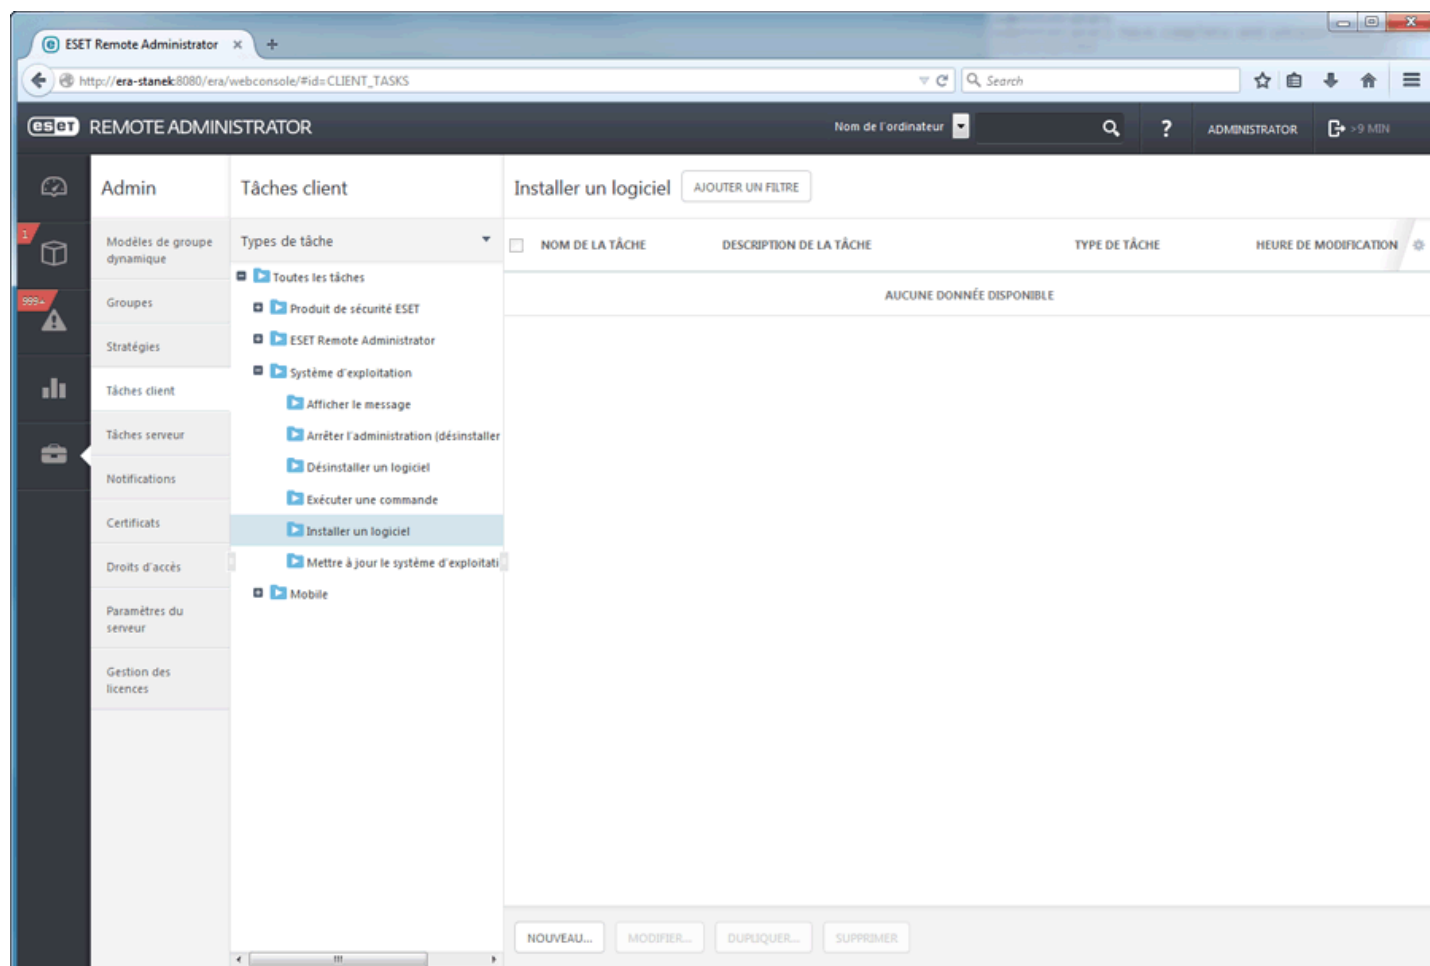 ESET Remote Administrator
http://era-stanek:8080/era/webconsole/#id=CLIENT_TASKS
Search
eset REMOTE ADMINISTRATOR
Nom de l'ordinateur
?
ADMINISTRATOR
>9 MIN
1
999+
Admin
Modèles de groupe
dynamique
Groupes
Stratégies
Tâches client
Tâches serveur
Notifications
Certificats
Droits d'accès
Paramètres du
serveur
Gestion des
licences
Tâches client
Types de tâche
Toutes les tâches
Produit de sécurité ESET
ESET Remote Administrator
Système d'exploitation
Afficher le message
Arrêter l'administration (désinstaller
Désinstaller un logiciel
Exécuter une commande
Installer un logiciel
Mettre à jour le système d'exploitati
Mobile
Installer un logiciel
AJOUTER UN FILTRE
NOM DE LA TÂCHE DESCRIPTION DE LA TÂCHE TYPE DE TÂCHE HEURE DE MODIFICATION
AUCUNE DONNÉE DISPONIBLE
NOUVEAU... MODIFIER... DUPLIQUER... SUPPRIMER